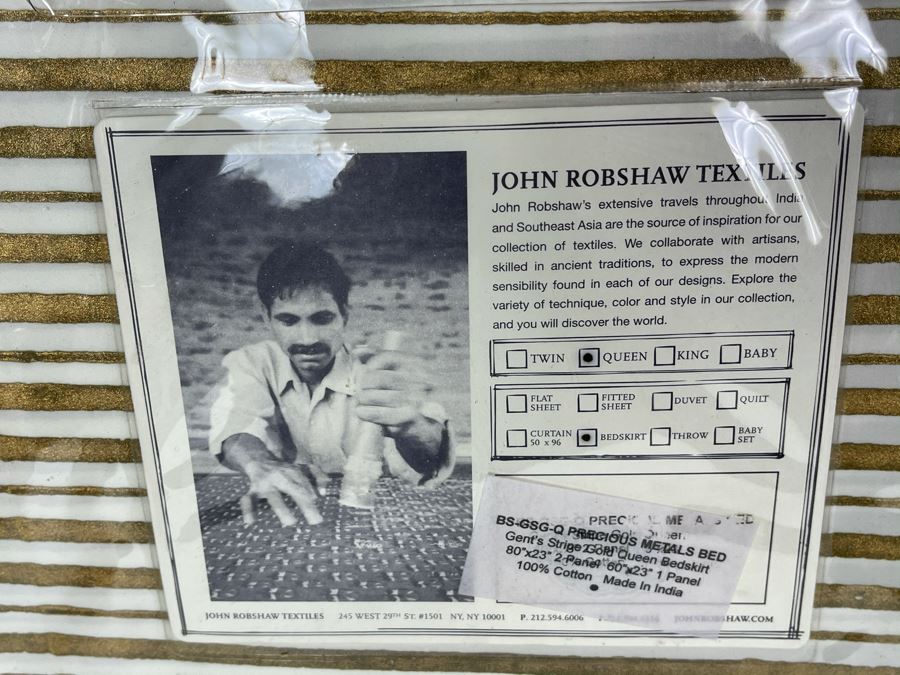 JOHN ROBSHAW TEXTILES
John Robshaw's extensive travels throughout India
and Southeast Asia are the source of inspiration for our
collection of textiles. We collaborate with artisans,
skilled in ancient traditions, to express the modern
sensibility found in each of our designs. Explore the
variety of technique, color and style in our collection,
and you will discover the world.
TWIN QUEEN KING BABY
FLAT SHEET FITTED SHEET DUVET QUILT
CURTAIN 50 x 96 BEDSKIRT THROW BABY SET
BS-GSG-Q PRECIOUS METALS BED
Gent's Stripe Gold Queen Bedskirt
80"x23" 2 Panel 60"x23" 1 Panel
100% Cotton Made In India
JOHN ROBSHAW TEXTILES 245 WEST 29TH ST. #1501 NY, NY 10001 P. 212.594.6006 JOHNROBSHAW.COM